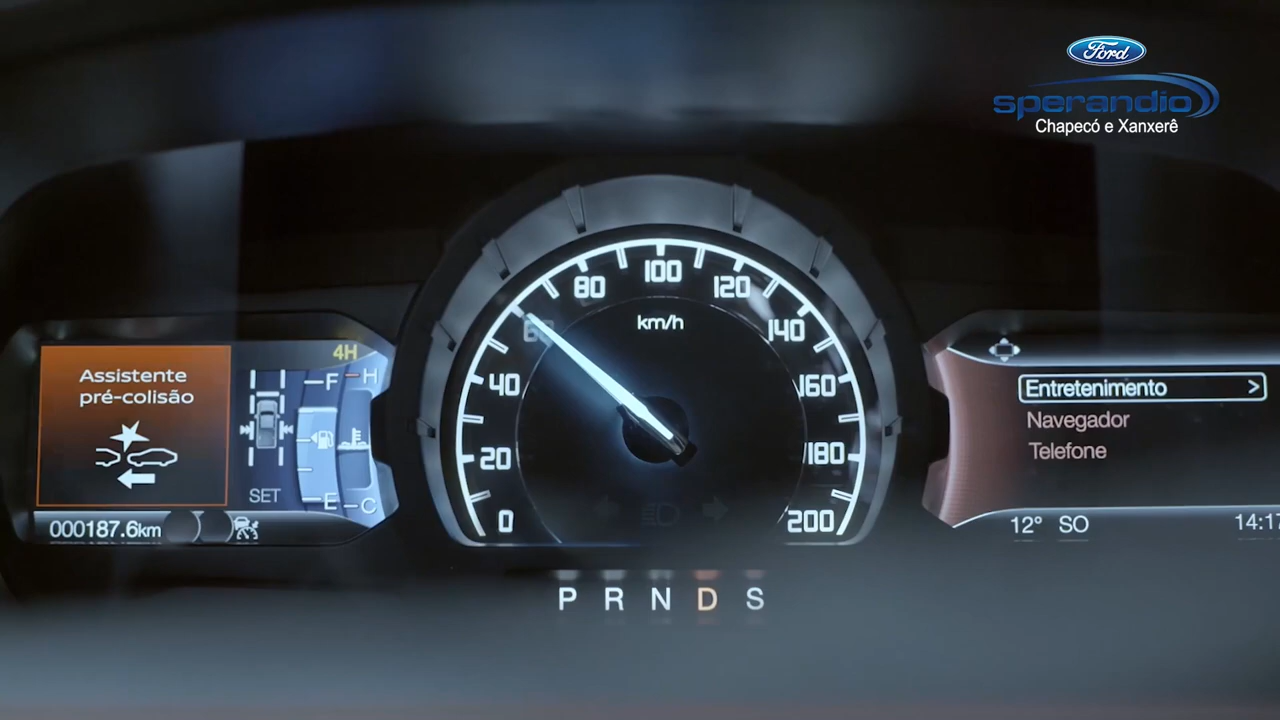 Ford
sperandio
Chapecó e Xanxerê
Assistente
pré-colisão
4H
F
H
E
C
SET
000187.6km
0
20
40
60
80
100
120
140
160
180
200
km/h
P R N D S
Entretenimento >
Navegador
Telefone
12° SO
14:17